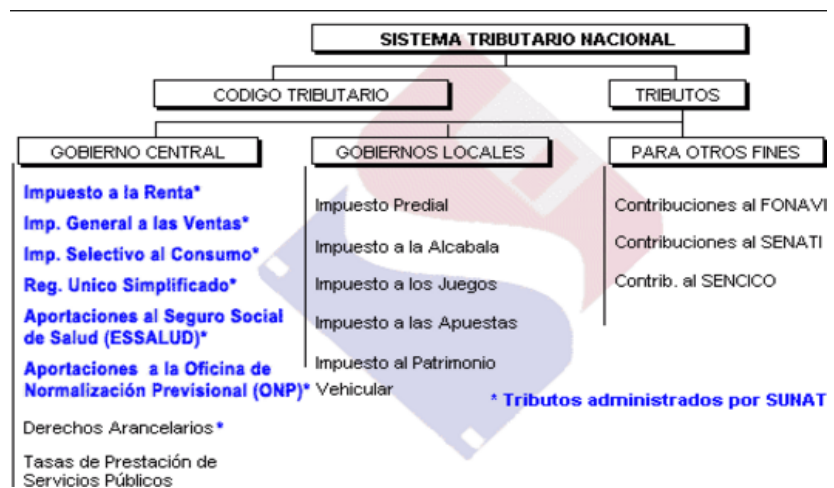 SISTEMA TRIBUTARIO NACIONAL
CODIGO TRIBUTARIO
TRIBUTOS
GOBIERNO CENTRAL
Impuesto a la Renta*
Imp. General a las Ventas*
Imp. Selectivo al Consumo*
Reg. Unico Simplificado*
Aportaciones al Seguro Social
de Salud (ESSALUD)*
Aportaciones a la Oficina de
Normalización Previsional (ONP)*
Derechos Arancelarios*
Tasas de Prestación de
Servicios Públicos
GOBIERNOS LOCALES
Impuesto Predial
Impuesto a la Alcabala
Impuesto a los Juegos
Impuesto a las Apuestas
Impuesto al Patrimonio
Vehicular
PARA OTROS FINES
Contribuciones al FONAVI
Contribuciones al SENATI
Contrib. al SENCICO
* Tributos administrados por SUNAT